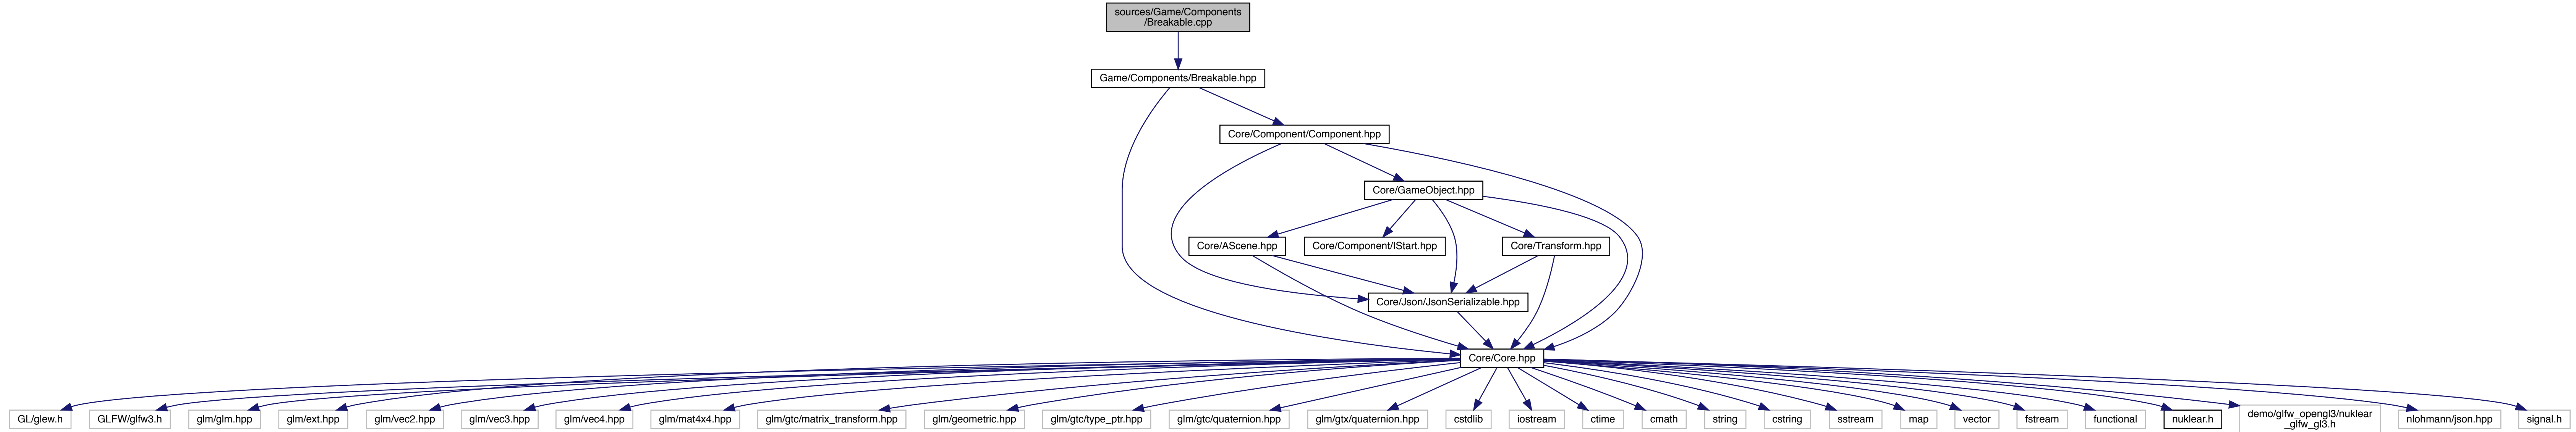 sources/Game/Components
/Breakable.cpp
Game/Components/Breakable.hpp
Core/Component/Component.hpp
Core/GameObject.hpp
Core/AScene.hpp
Core/Component/IStart.hpp
Core/Transform.hpp
Core/Json/JsonSerializable.hpp
Core/Core.hpp
GL/glew.h
GLFW/glfw3.h
glm/glm.hpp
glm/ext.hpp
glm/vec2.hpp
glm/vec3.hpp
glm/vec4.hpp
glm/mat4x4.hpp
glm/gtc/matrix_transform.hpp
glm/geometric.hpp
glm/gtc/type_ptr.hpp
glm/gtc/quaternion.hpp
glm/gtx/quaternion.hpp
cstdlib
iostream
ctime
cmath
string
cstring
sstream
map
vector
fstream
functional
nuklear.h
demo/glfw_opengl3/nuklear
_glfw_gl3.h
nlohmann/json.hpp
signal.h